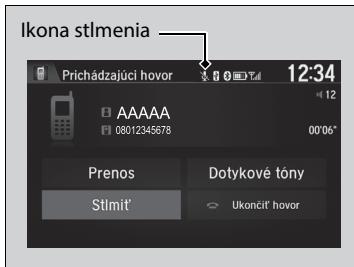 Ikona stlmenia
Prichádzajúci hovor 12:34
12
AAAAA
08012345678 00'06"
Prenos Dotykové tóny
Stlmiť Ukončiť hovor